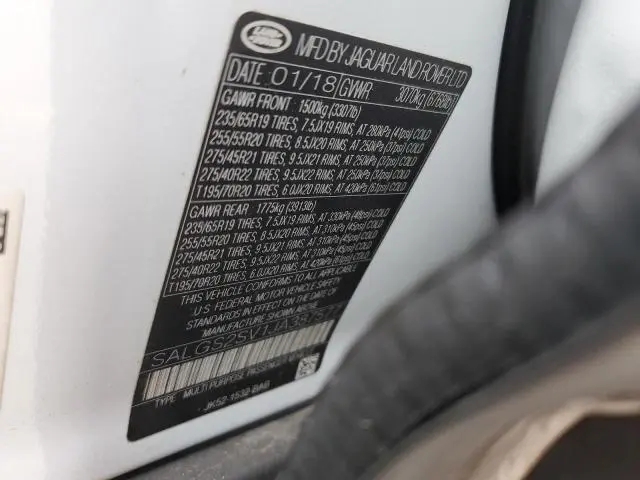 LAND ROVER
MFD BY JAGUAR LAND ROVER LTD
DATE 01/18 GVWR 3070kg (6768lb)
GAWR FRONT 1500kg (3307lb)
235/65R19 TIRES, 7.5JX19 RIMS, AT 280kPa (41psi) COLD
255/55R20 TIRES, 8.5JX20 RIMS, AT 250kPa (37psi) COLD
275/45R21 TIRES, 9.5JX21 RIMS, AT 250kPa (37psi) COLD
275/40R22 TIRES, 9.5JX22 RIMS, AT 250kPa (37psi) COLD
T195/70R20 TIRES, 6.0JX20 RIMS, AT 420kPa (61psi) COLD
GAWR REAR 1775kg (3913lb)
235/65R19 TIRES, 7.5JX19 RIMS, AT 330kPa (48psi) COLD
255/55R20 TIRES, 8.5JX20 RIMS, AT 310kPa (45psi) COLD
275/45R21 TIRES, 9.5JX21 RIMS, AT 310kPa (45psi) COLD
275/40R22 TIRES, 9.5JX22 RIMS, AT 310kPa (45psi) COLD
T195/70R20 TIRES, 6.0JX20 RIMS, AT 420kPa (61psi) COLD
THIS VEHICLE CONFORMS TO ALL APPLICABLE
U.S FEDERAL MOTOR VEHICLE SAFETY
STANDARDS IN EFFECT ON THE DATE OF
MANUFACTURE SHOWN ABOVE.
TYPE MULTI PURPOSE PASSENGER
JK52-1532-BAB